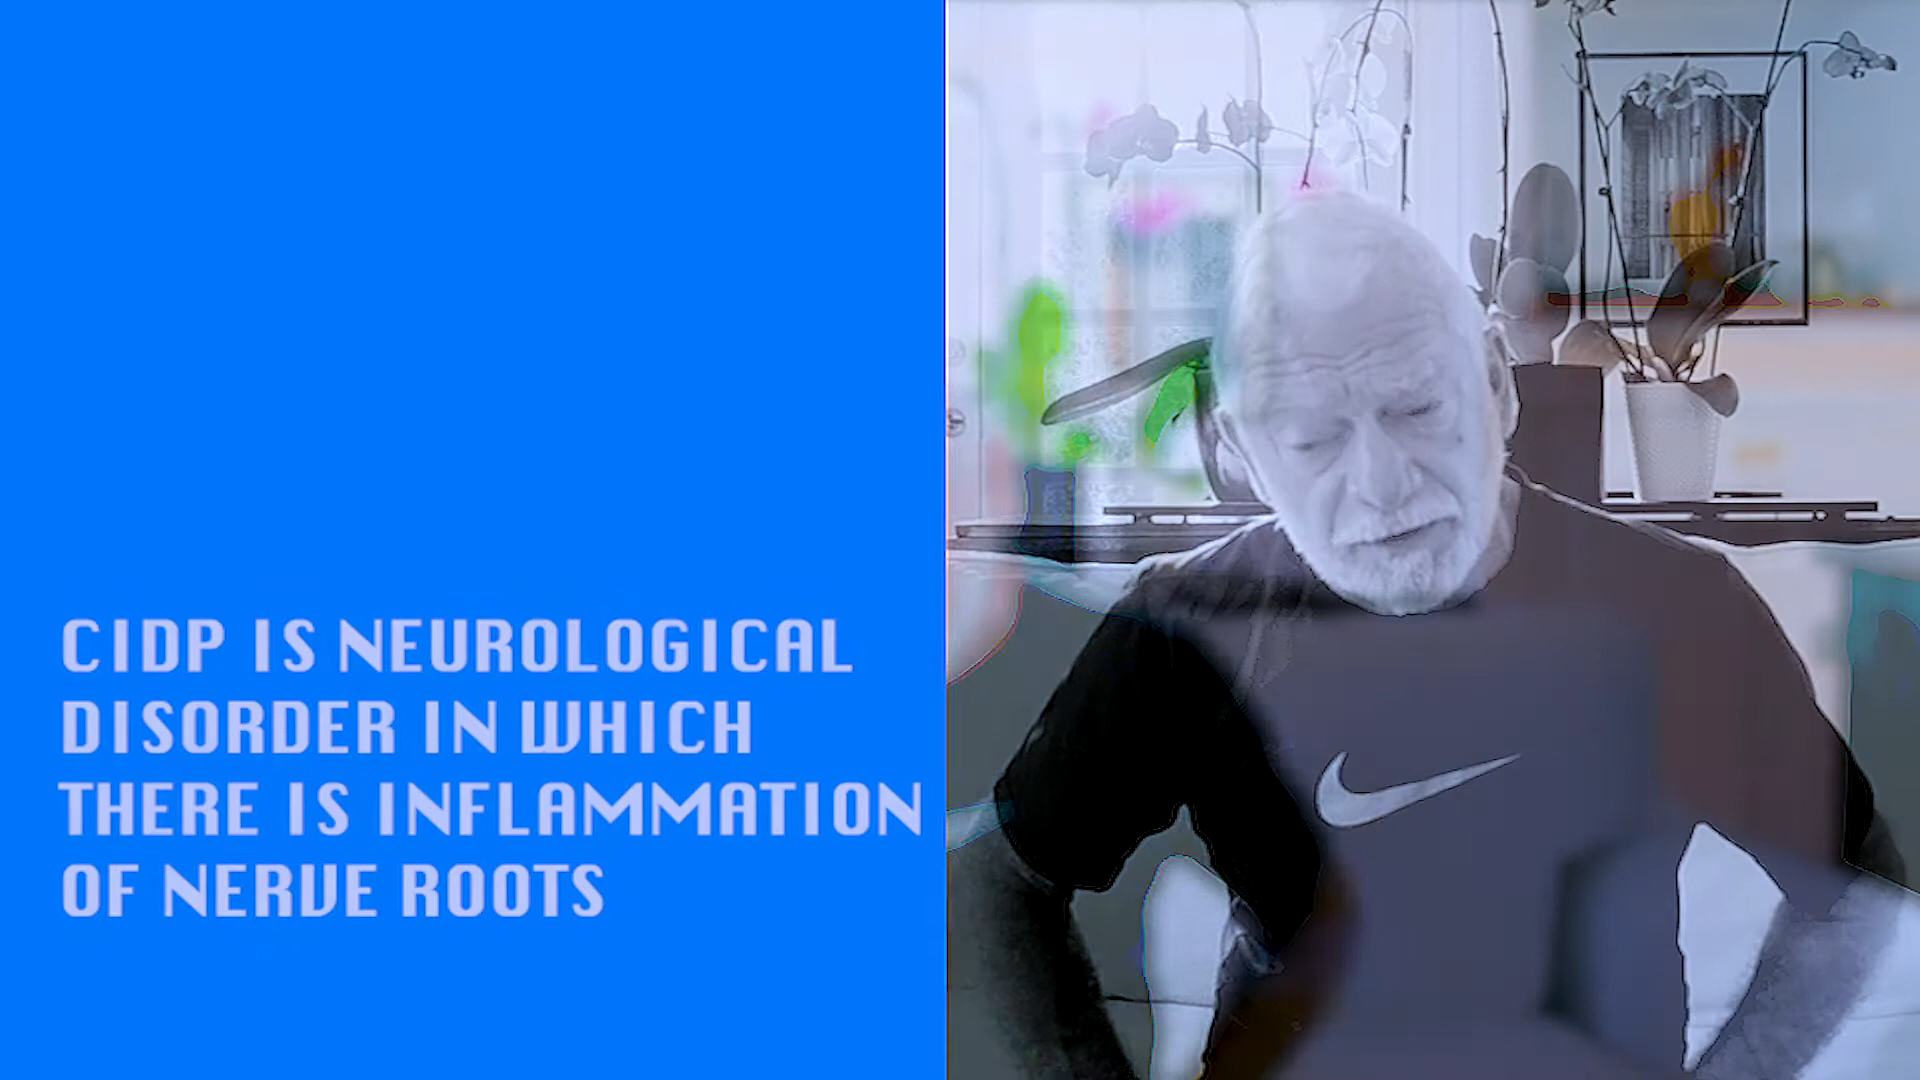 CIDP IS NEUROLOGICAL
DISORDER IN WHICH
THERE IS INFLAMMATION
OF NERVE ROOTS